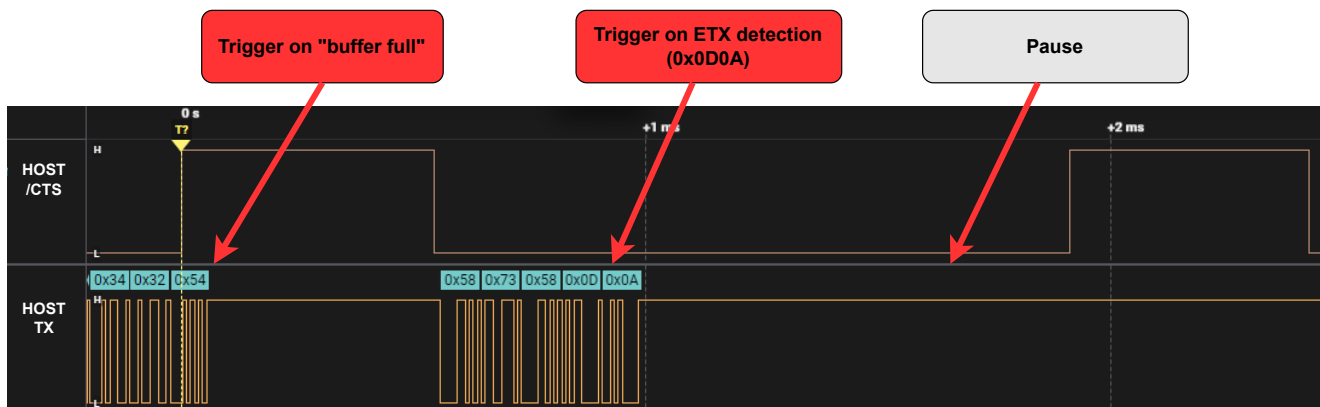 Trigger on "buffer full"
Trigger on ETX detection
(0x0D0A)
Pause
0 s
T?
+1 ms
+2 ms
HOST
/CTS
H
L
0x34 0x32 0x54 0x58 0x73 0x58 0x0D 0x0A
HOST
TX
H
L